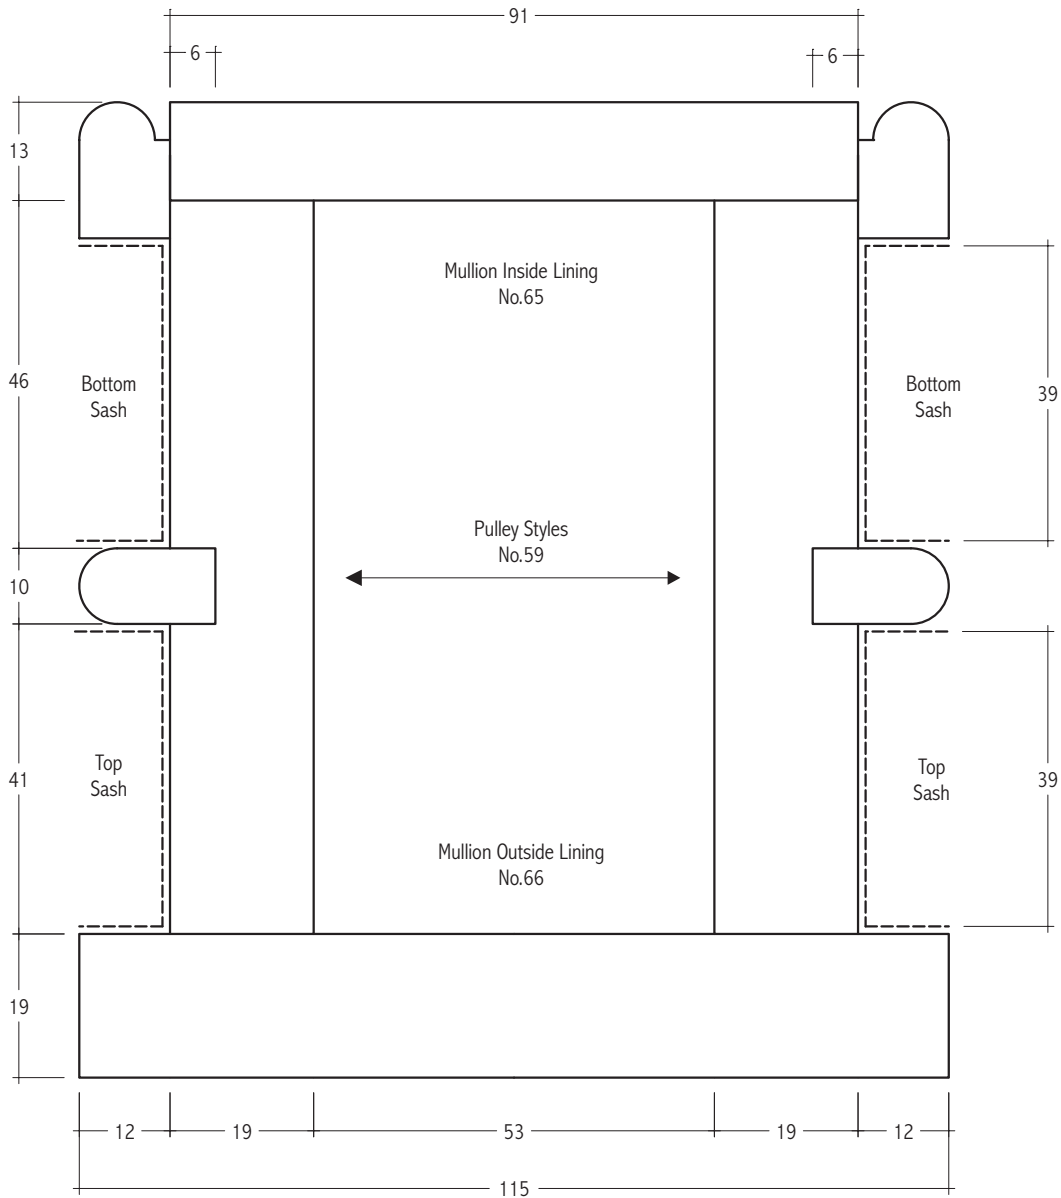 91
6
6
13
Mullion Inside Lining
No.65
46
Bottom
Sash
Bottom
Sash
39
Pulley Styles
No.59
10
41
Top
Sash
Top
Sash
39
Mullion Outside Lining
No.66
19
12
19
53
19
12
115